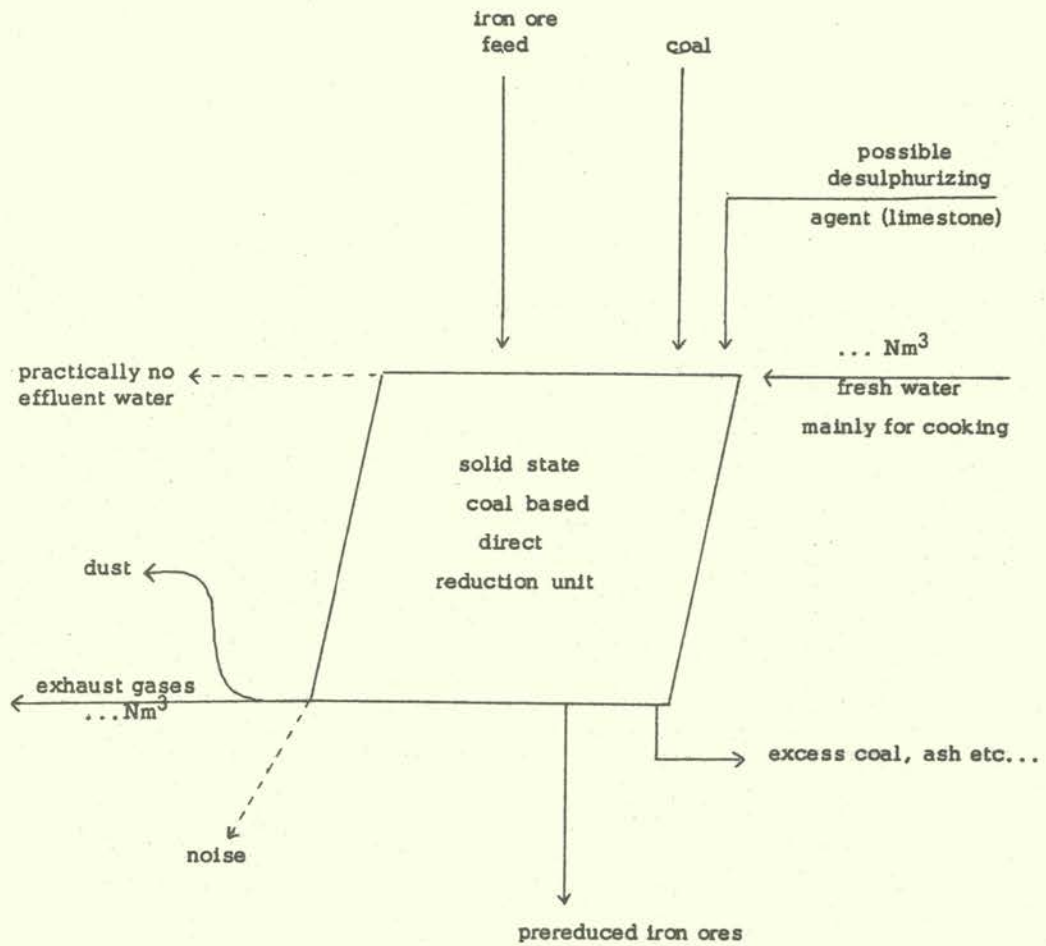 iron ore
feed
coal
possible
desulphurizing
agent (limestone)
... Nm³
fresh water
mainly for cooking
practically no
effluent water
solid state
coal based
direct
reduction unit
dust
exhaust gases
...Nm³
excess coal, ash etc...
noise
prereduced iron ores